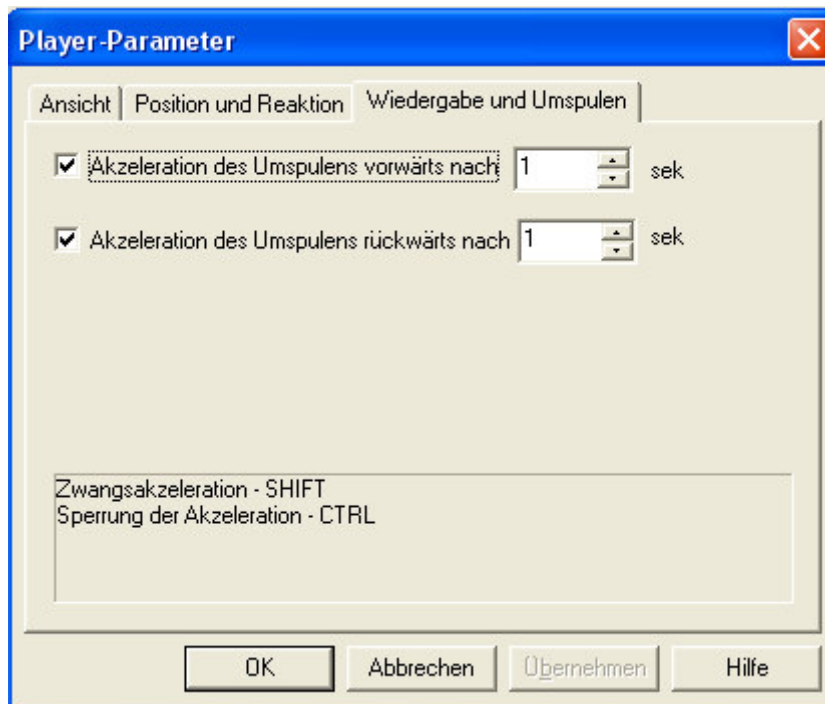 Player-Parameter
Ansicht Position und Reaktion Wiedergabe und Umspulen
Akzeleration des Umspulens vorwärts nach 1 sek
Akzeleration des Umspulens rückwärts nach 1 sek
Zwangsakzeleration - SHIFT
Sperrung der Akzeleration - CTRL
OK Abbrechen Übernehmen Hilfe